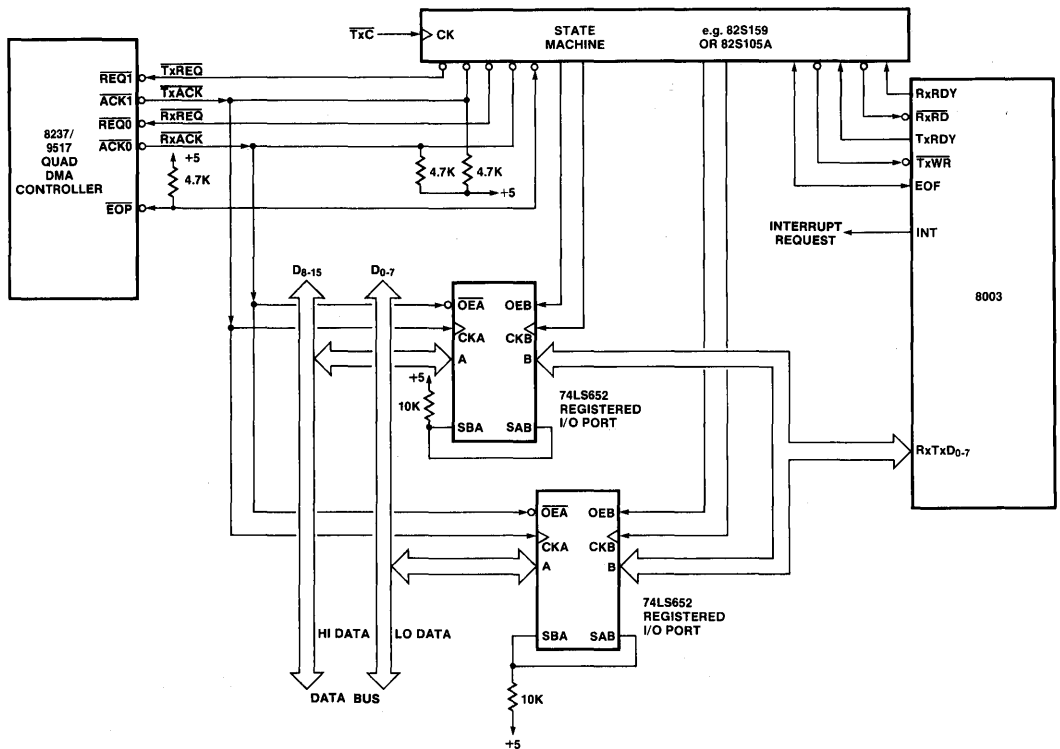 TxC
CK
STATE
MACHINE
e.g. 82S159
OR 82S105A
8237/
9517
QUAD
DMA
CONTROLLER
REQ1
TxREQ
ACK1
TxACK
REQ0
RxREQ
ACK0
RxACK
+5
4.7K
EOP
4.7K
4.7K
+5
RxRDY
RxRD
TxRDY
TxWR
EOF
INTERRUPT
REQUEST
INT
8003
RxTxD0-7
D8-15
D0-7
OEA
OEB
CKA
CKB
A
B
+5
10K
SBA
SAB
74LS652
REGISTERED
I/O PORT
OEA
OEB
CKA
CKB
A
B
SBA
SAB
74LS652
REGISTERED
I/O PORT
10K
+5
HI DATA
LO DATA
DATA BUS